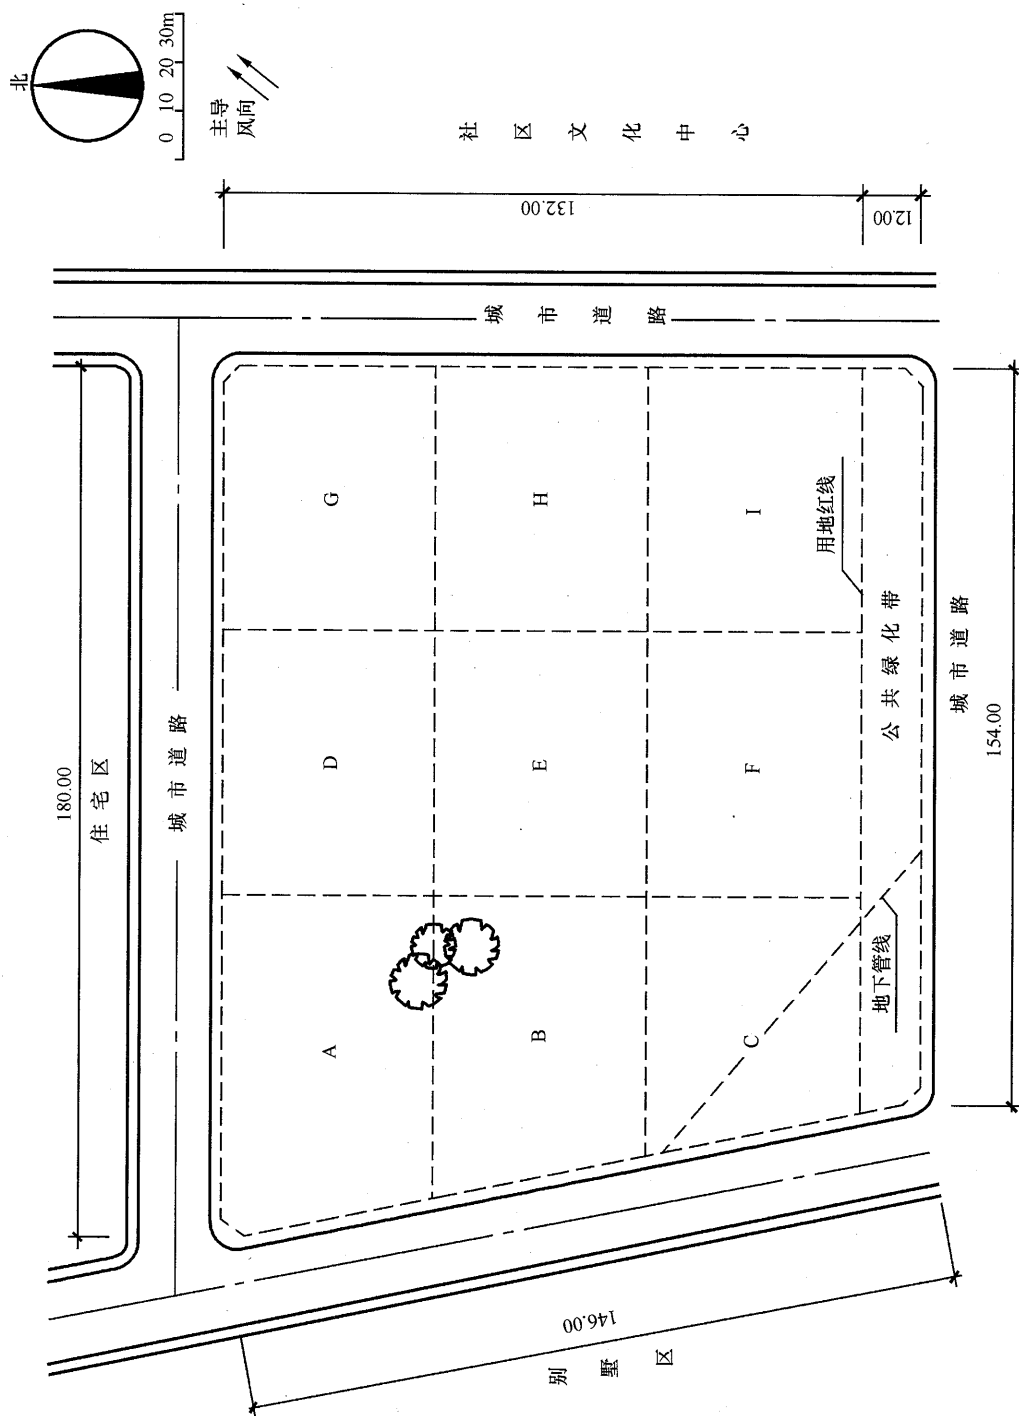 北
0 10 20 30m
主导
风向
社区文化中心
132.00
12.00
城市道路
180.00
住宅区
城市道路
G
H
I
D
E
F
A
B
C
用地红线
公共绿化带
地下管线
城市道路
154.00
146.00
别墅区